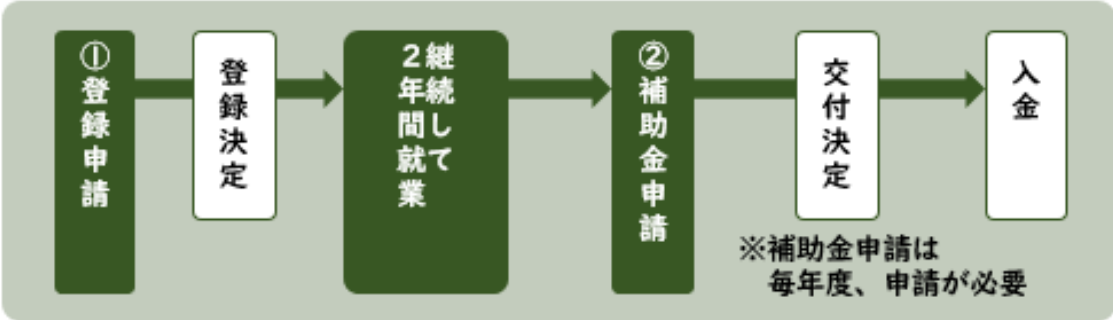 ①登録申請
登録決定
継続して
２年間就業
②補助金申請
交付決定
入金
※補助金申請は
毎年度、申請が必要